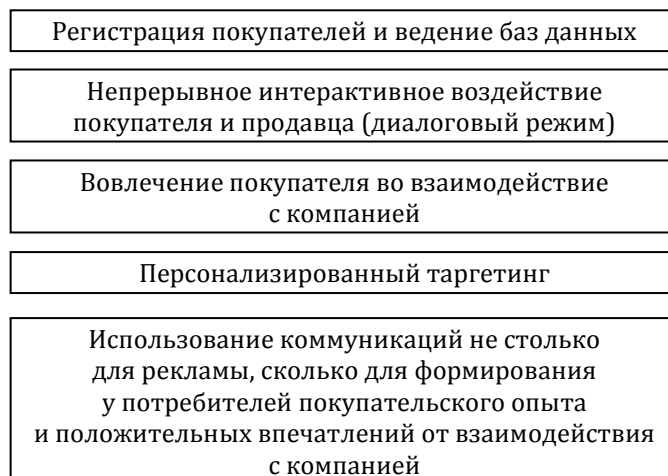 Регистрация покупателей и ведение баз данных
Непрерывное интерактивное воздействие
покупателя и продавца (диалоговый режим)
Вовлечение покупателя во взаимодействие
с компанией
Персонализированный таргетинг
Использование коммуникаций не столько
для рекламы, сколько для формирования
у потребителей покупательского опыта
и положительных впечатлений от взаимодействия
с компанией